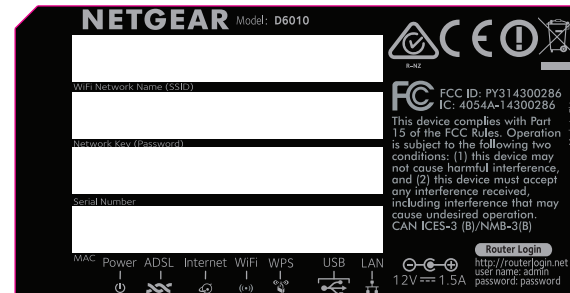 NETGEAR Model: D6010
WiFi Network Name (SSID)
Network Key (Password)
Serial Number
MAC
Power ADSL Internet WiFi WPS USB LAN
R-NZ
FC FCC ID: PY314300286
IC: 4054A-14300286
This device complies with Part
15 of the FCC Rules. Operation
is subject to the following two
conditions: (1) this device may
not cause harmful interference,
and (2) this device must accept
any interference received,
including interference that may
cause undesired operation.
CAN ICES-3 (B)/NMB-3(B)
12V 1.5A
Router Login
http://routerlogin.net
user name: admin
password: password